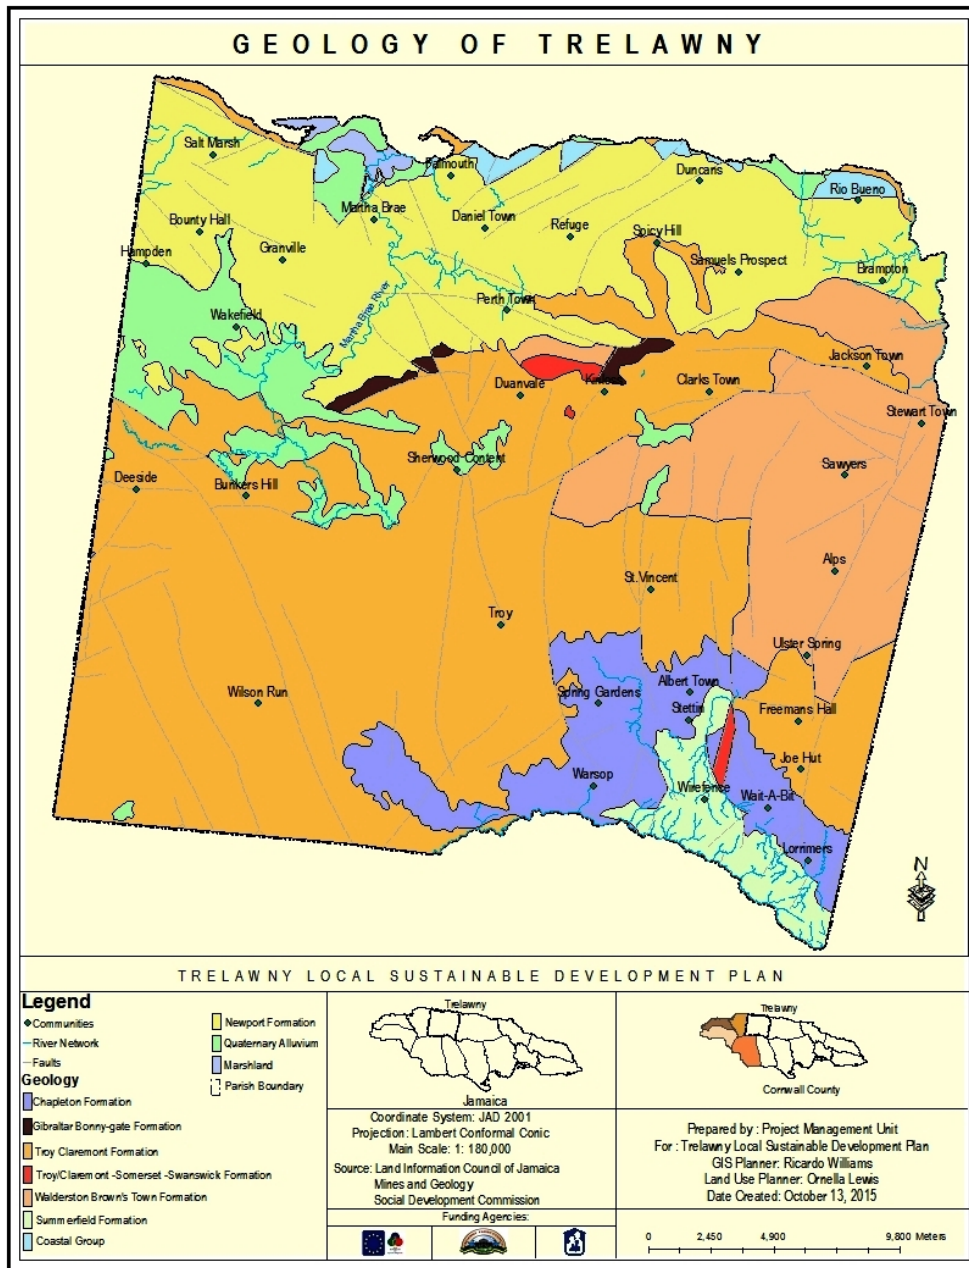 GEOLOGY OF TRELAWNY
Salt Marsh
Falmouth
Duncans
Rio Bueno
Martha Brae
Daniel Town
Bounty Hall
Refuge
Spicy Hill
Hampden
Granville
Samuels Prospect
Brampton
Martha Brae River
Perth Town
Wakefield
Jackson Town
Duanvale
Clarks Town
Stewart Town
Sherwood Content
Sawyers
Deeside
Bunkers Hill
Alps
St.Vincent
Troy
Ulster Spring
Albert Town
Wilson Run
Spring Gardens
Stettin
Freemans Hall
Joe Hut
Warsop
Wirefence
Wait-A-Bit
Lorrimers
N
TRELAWNY LOCAL SUSTAINABLE DEVELOPMENT PLAN
Legend
Communities
River Network
Faults
Geology
Chapleton Formation
Gibraltar Bonny-gate Formation
Troy Claremont Formation
Troy/Claremont -Somerset -Swanswick Formation
Walderston Brown's Town Formation
Summerfield Formation
Coastal Group
Newport Formation
Quaternary Alluvium
Marshland
Parish Boundary
Trelawny
Jamaica
Coordinate System: JAD 2001
Projection: Lambert Conformal Conic
Main Scale: 1: 180,000
Source: Land Information Council of Jamaica
Mines and Geology
Social Development Commission
Funding Agencies:
Trelawny
Cornwall County
Prepared by : Project Management Unit
For : Trelawny Local Sustainable Development Plan
GIS Planner: Ricardo Williams
Land Use Planner: Ornella Lewis
Date Created: October 13, 2015
0 2,450 4,900 9,800 Meters